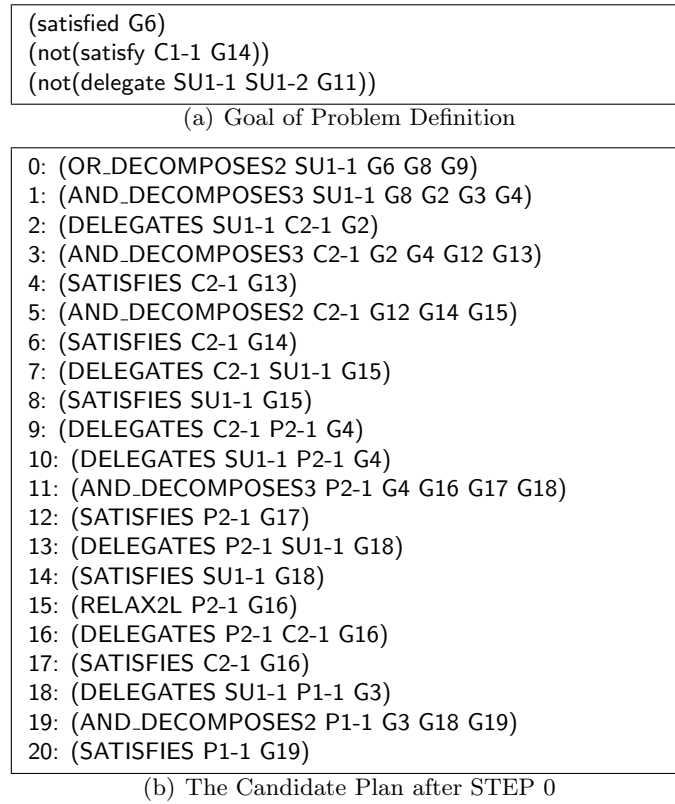 (satisfied G6)
(not(satisfy C1-1 G14))
(not(delegate SU1-1 SU1-2 G11))
(a) Goal of Problem Definition
0: (OR_DECOMPOSES2 SU1-1 G6 G8 G9)
1: (AND_DECOMPOSES3 SU1-1 G8 G2 G3 G4)
2: (DELEGATES SU1-1 C2-1 G2)
3: (AND_DECOMPOSES3 C2-1 G2 G4 G12 G13)
4: (SATISFIES C2-1 G13)
5: (AND_DECOMPOSES2 C2-1 G12 G14 G15)
6: (SATISFIES C2-1 G14)
7: (DELEGATES C2-1 SU1-1 G15)
8: (SATISFIES SU1-1 G15)
9: (DELEGATES C2-1 P2-1 G4)
10: (DELEGATES SU1-1 P2-1 G4)
11: (AND_DECOMPOSES3 P2-1 G4 G16 G17 G18)
12: (SATISFIES P2-1 G17)
13: (DELEGATES P2-1 SU1-1 G18)
14: (SATISFIES SU1-1 G18)
15: (RELAX2L P2-1 G16)
16: (DELEGATES P2-1 C2-1 G16)
17: (SATISFIES C2-1 G16)
18: (DELEGATES SU1-1 P1-1 G3)
19: (AND_DECOMPOSES2 P1-1 G3 G18 G19)
20: (SATISFIES P1-1 G19)
(b) The Candidate Plan after STEP 0